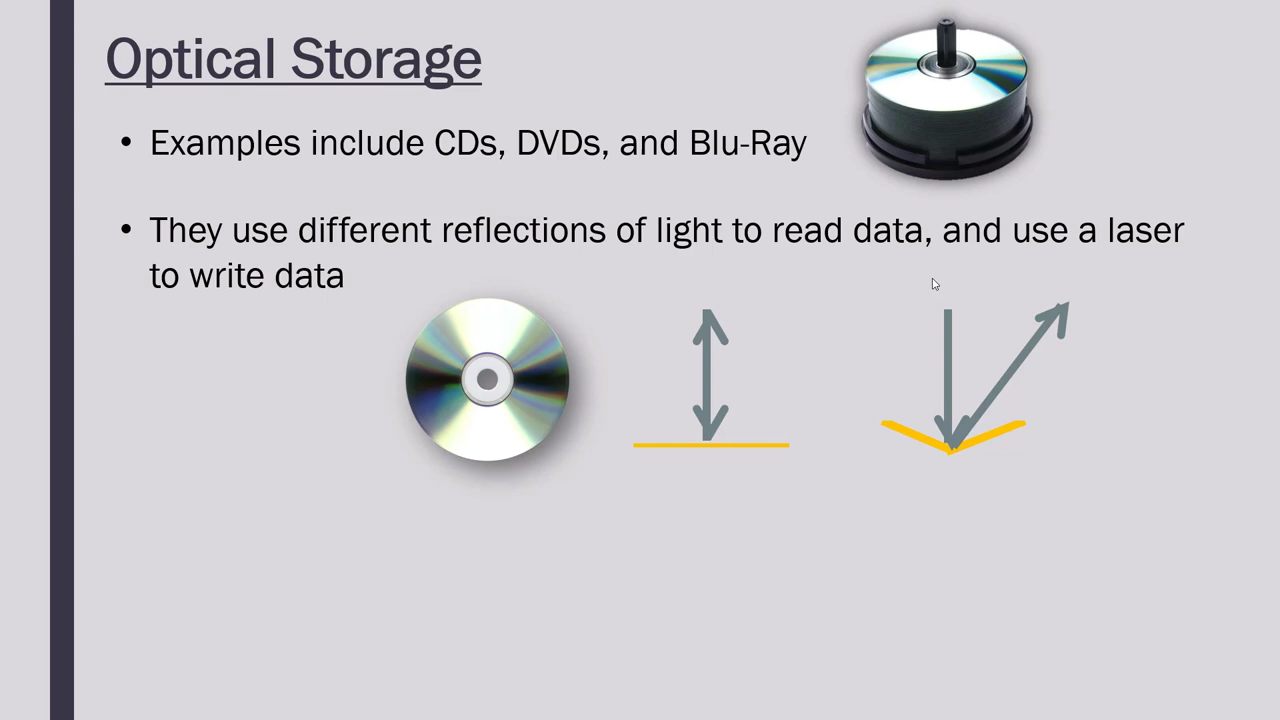 Optical Storage
• Examples include CDs, DVDs, and Blu-Ray
• They use different reflections of light to read data, and use a laser
to write data